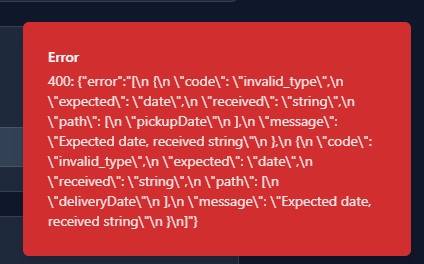 Error
400: {"error":"[\n {\n \"code\": \"invalid_type\",\n
\"expected\": \"date\",\n \"received\": \"string\",\n
\"path\": [\n \"pickupDate\"\n ],\n \"message\":
\"Expected date, received string\"\n },\n {\n \"code\":
\"invalid_type\",\n \"expected\": \"date\",\n
\"received\": \"string\",\n \"path\": [\n
\"deliveryDate\"\n ],\n \"message\": \"Expected date,
received string\"\n }\n]"}